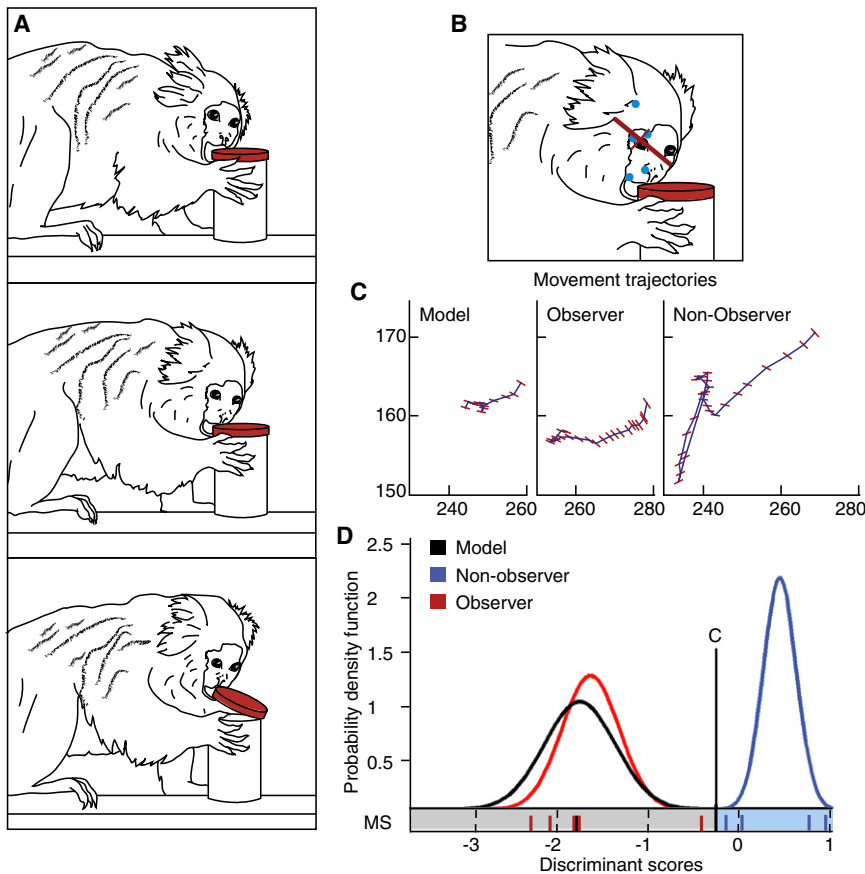 A
B
Movement trajectories
C
Model
Observer
Non-Observer
170
160
150
240
260
260
280
240
260
280
D
Model
Non-observer
Observer
C
Probability density function
2.5
2
1.5
1
0.5
MS
-3
-2
-1
0
1
Discriminant scores